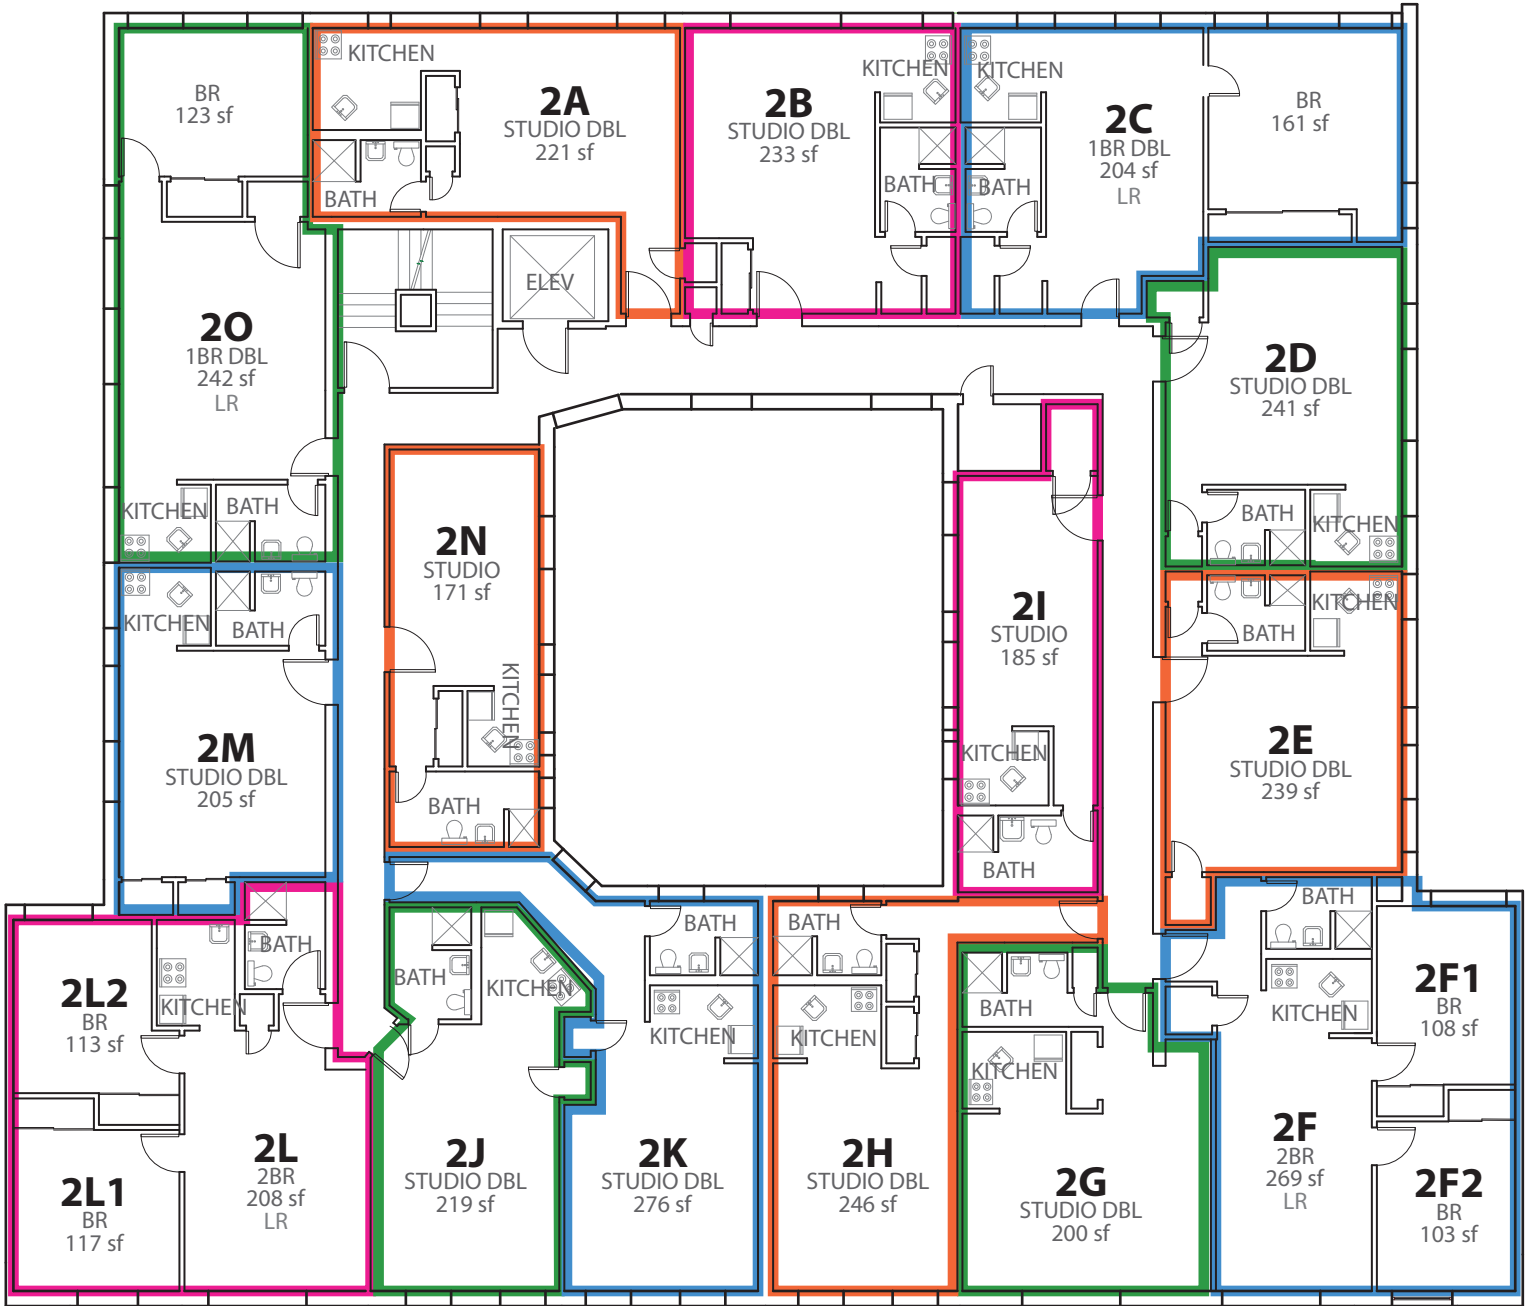 BR
123 sf
KITCHEN
2A
STUDIO DBL
221 sf
BATH
2B
STUDIO DBL
233 sf
KITCHEN
BATH
KITCHEN
2C
1BR DBL
204 sf
LR
BATH
BR
161 sf
ELEV
2O
1BR DBL
242 sf
LR
KITCHEN
BATH
2D
STUDIO DBL
241 sf
BATH
KITCHEN
2N
STUDIO
171 sf
KITCHEN
BATH
2I
STUDIO
185 sf
KITCHEN
BATH
KITCHEN
BATH
2M
STUDIO DBL
205 sf
KITCHEN
BATH
2E
STUDIO DBL
239 sf
BATH
KITCHEN
2L2
BR
113 sf
2L1
BR
117 sf
2L
2BR
208 sf
LR
BATH
KITCHEN
2J
STUDIO DBL
219 sf
BATH
KITCHEN
2K
STUDIO DBL
276 sf
BATH
KITCHEN
2H
STUDIO DBL
246 sf
BATH
KITCHEN
2G
STUDIO DBL
200 sf
BATH
KITCHEN
2F
2BR
269 sf
LR
2F1
BR
108 sf
2F2
BR
103 sf